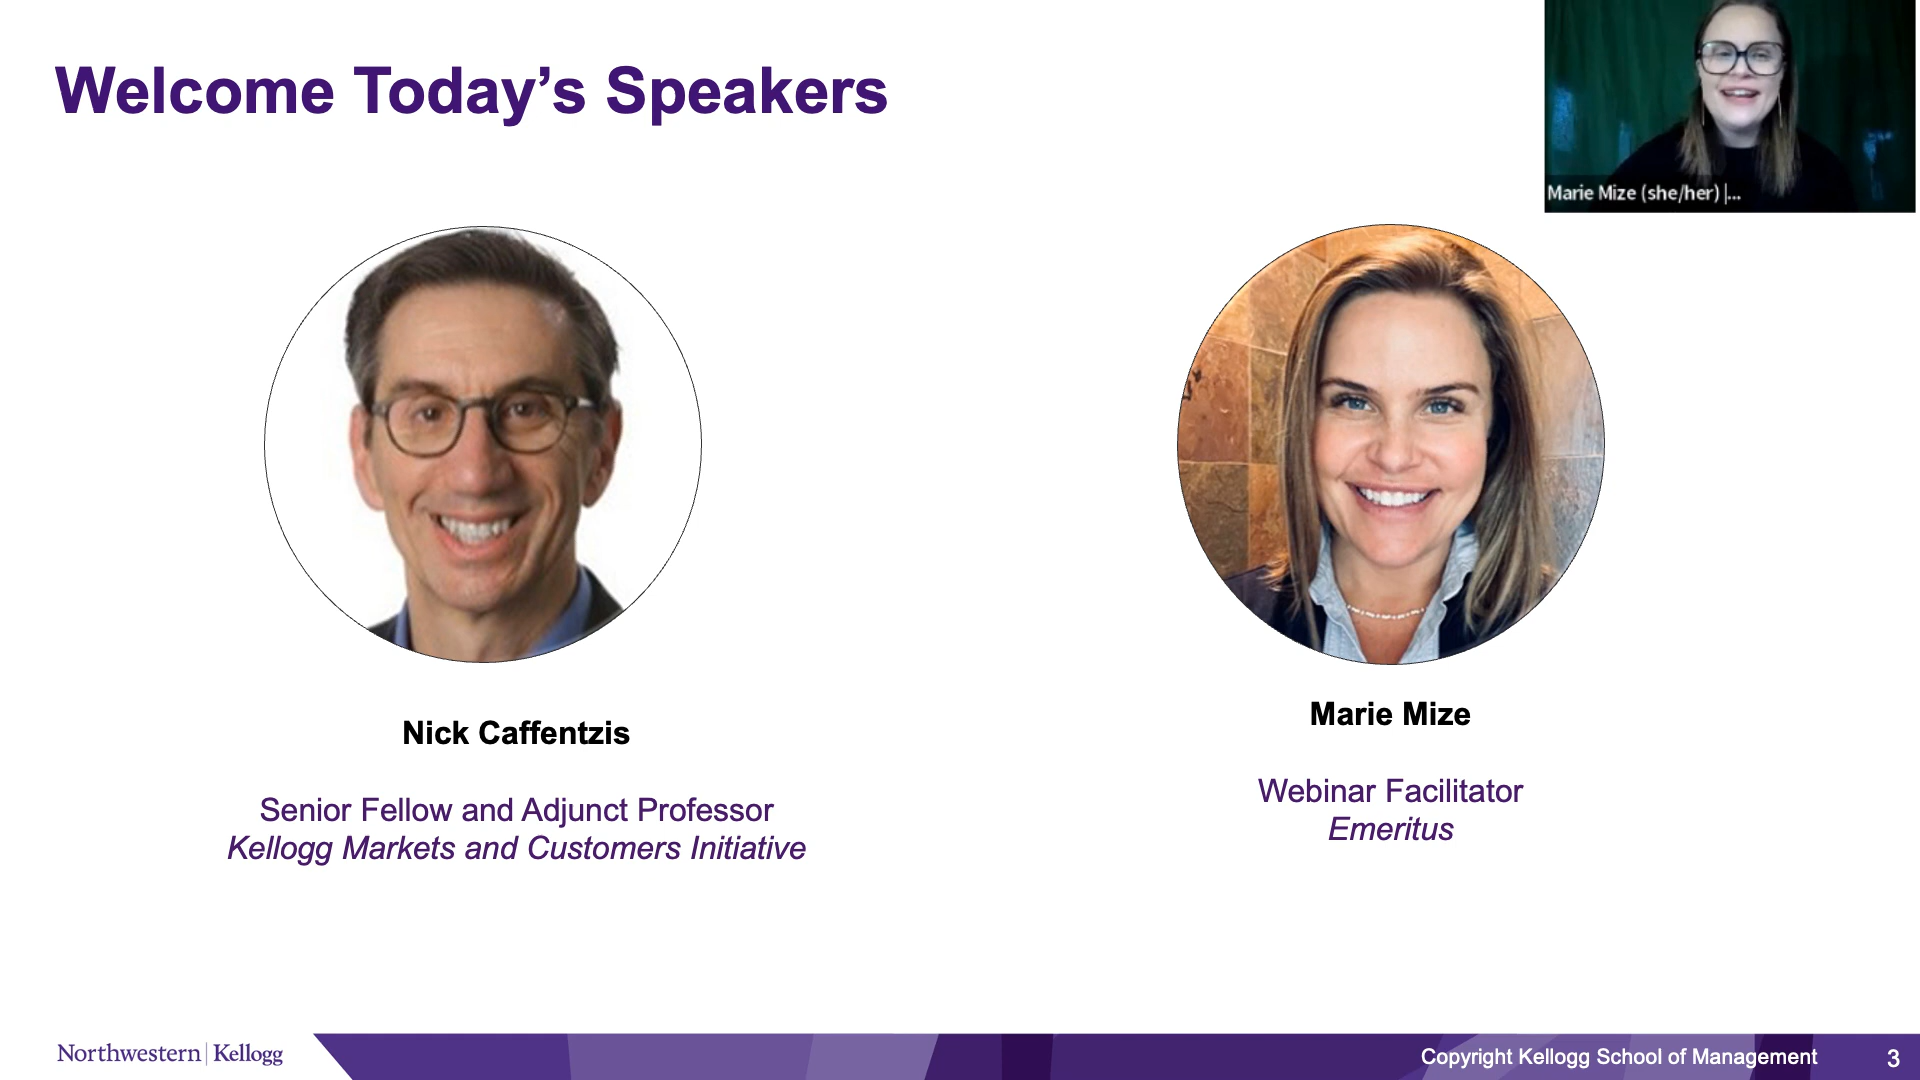 Welcome Today’s Speakers
Marie Mize (she/her) |...
Nick Caffentzis
Senior Fellow and Adjunct Professor
Kellogg Markets and Customers Initiative
Marie Mize
Webinar Facilitator
Emeritus
Northwestern | Kellogg
Copyright Kellogg School of Management
3